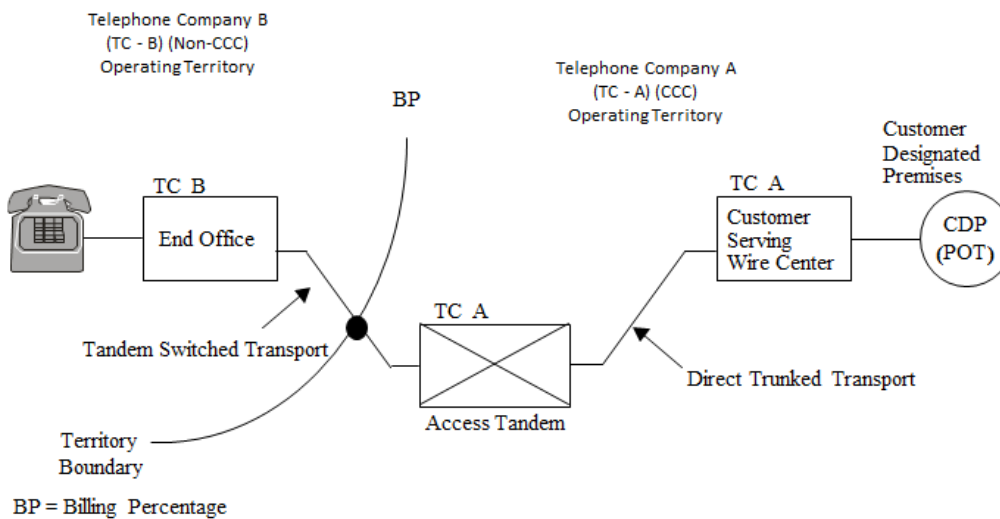 Telephone Company B
(TC - B) (Non-CCC)
Operating Territory
Telephone Company A
(TC - A) (CCC)
Operating Territory
BP
Customer
Designated
Premises
TC B
End Office
TC A
Customer
Serving
Wire Center
CDP
(POT)
TC A
Tandem Switched Transport
Direct Trunked Transport
Access Tandem
Territory
Boundary
BP = Billing Percentage